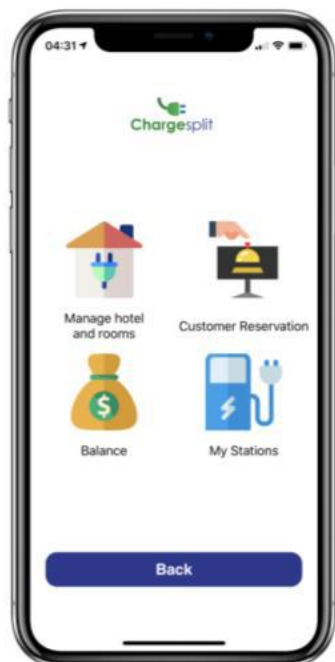 04:31
Chargesplit
Manage hotel
and rooms
Customer Reservation
$
Balance
My Stations
Back